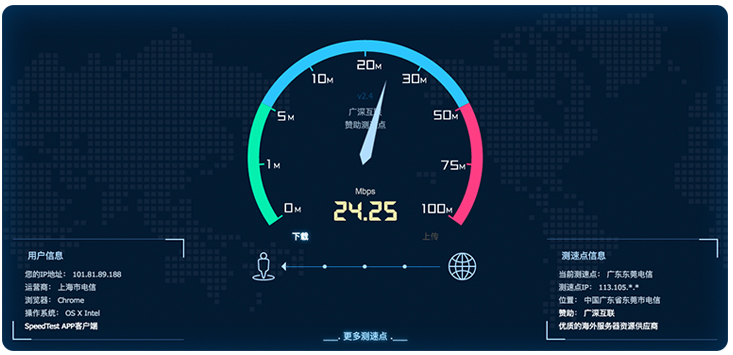 20M
10M
30M
v2.4
5M
广深互联
50M
赞助测速点
1M
75M
Mbps
0M
24.25
100M
下载
上传
用户信息
您的IP地址： 101.81.89.188
运营商： 上海市电信
浏览器： Chrome
操作系统： OS X Intel
SpeedTest APP客户端
测速点信息
当前测速点： 广东东莞电信
测速点IP： 113.105.*.*
位置： 中国广东省东莞市电信
赞助： 广深互联
优质的海外服务器资源供应商
___. 更多测速点 .___